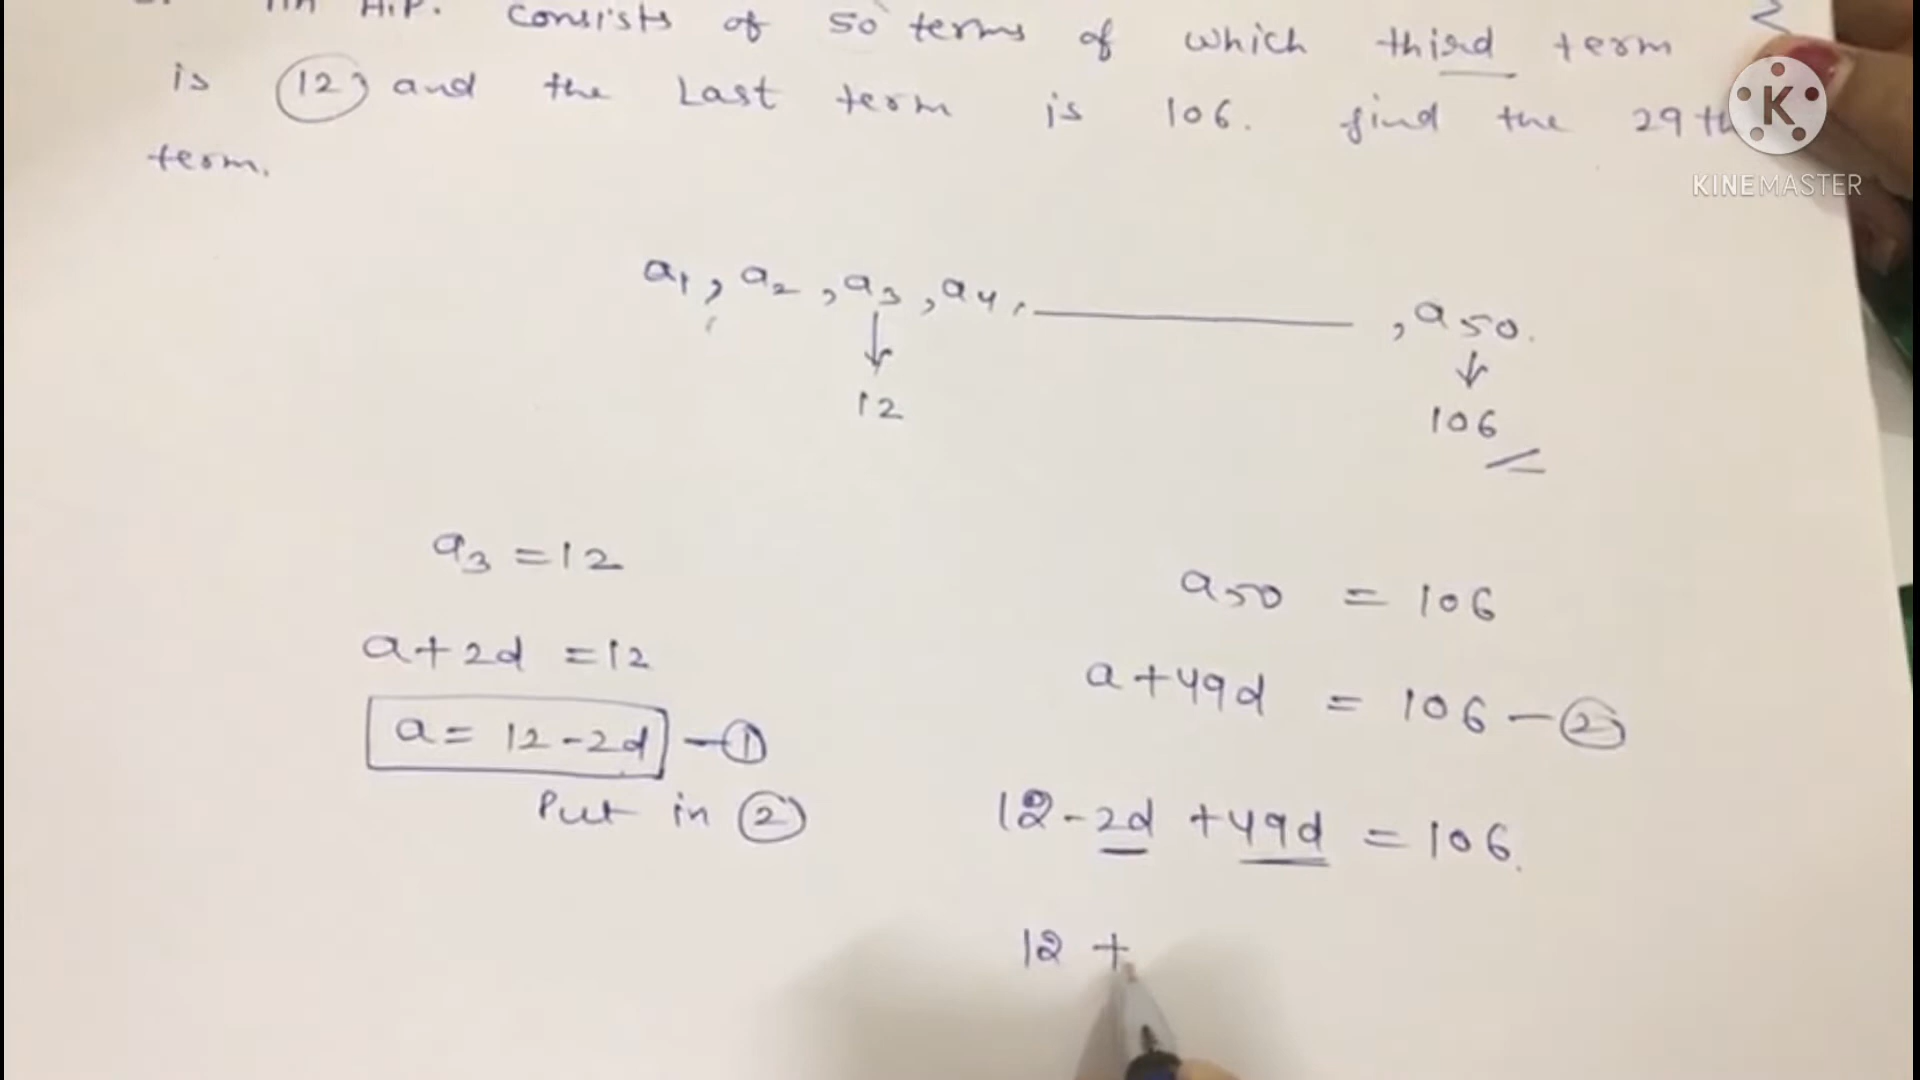 An A.P. consists of 50 terms of which third term
is 12 and the Last term is 106. find the 29th
term.
K
KINEMASTER
a1, a2, a3, a4, , a50.
12
106
a3 = 12
a50 = 106
a + 2d = 12
a + 49d = 106 - ②
a = 12 - 2d - ①
Put in ②
12 - 2d + 49d = 106.
12 +